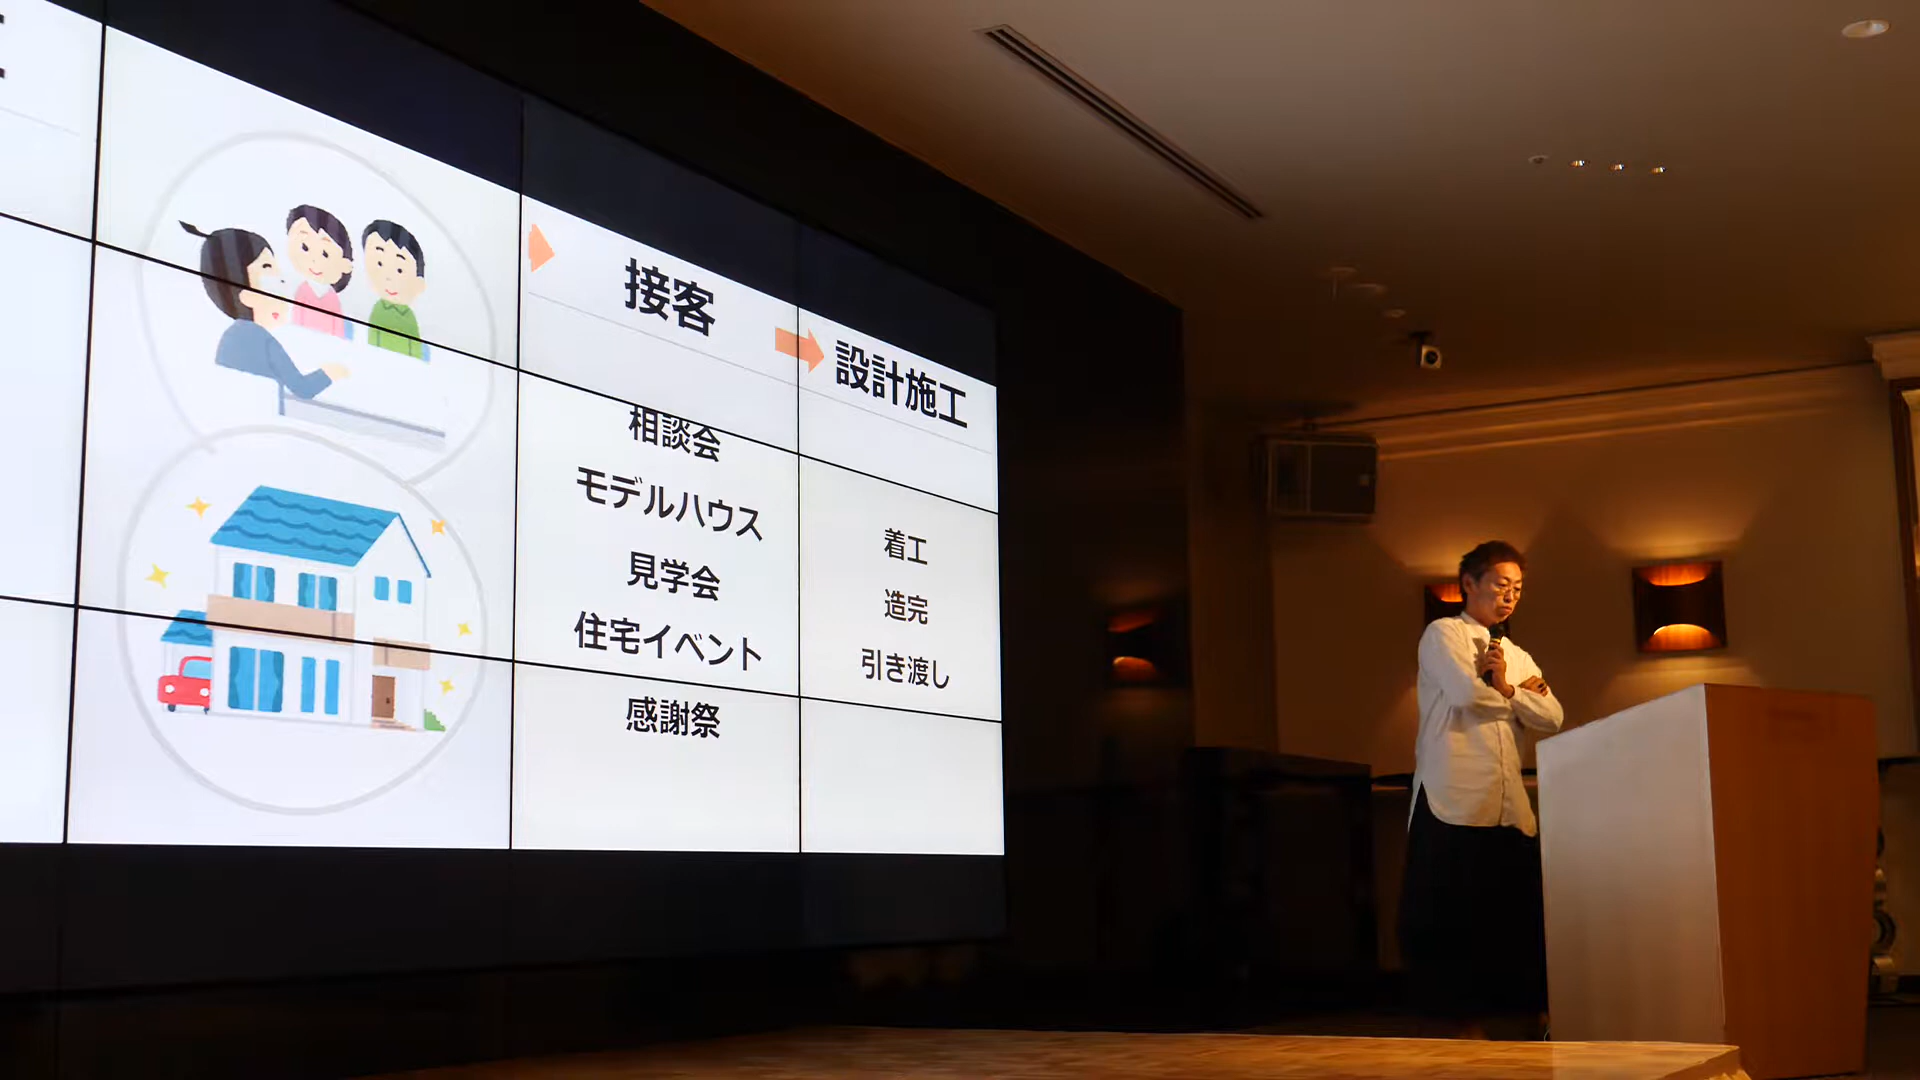 接客
設計施工
相談会
モデルハウス
見学会
住宅イベント
感謝祭
着工
造完
引き渡し